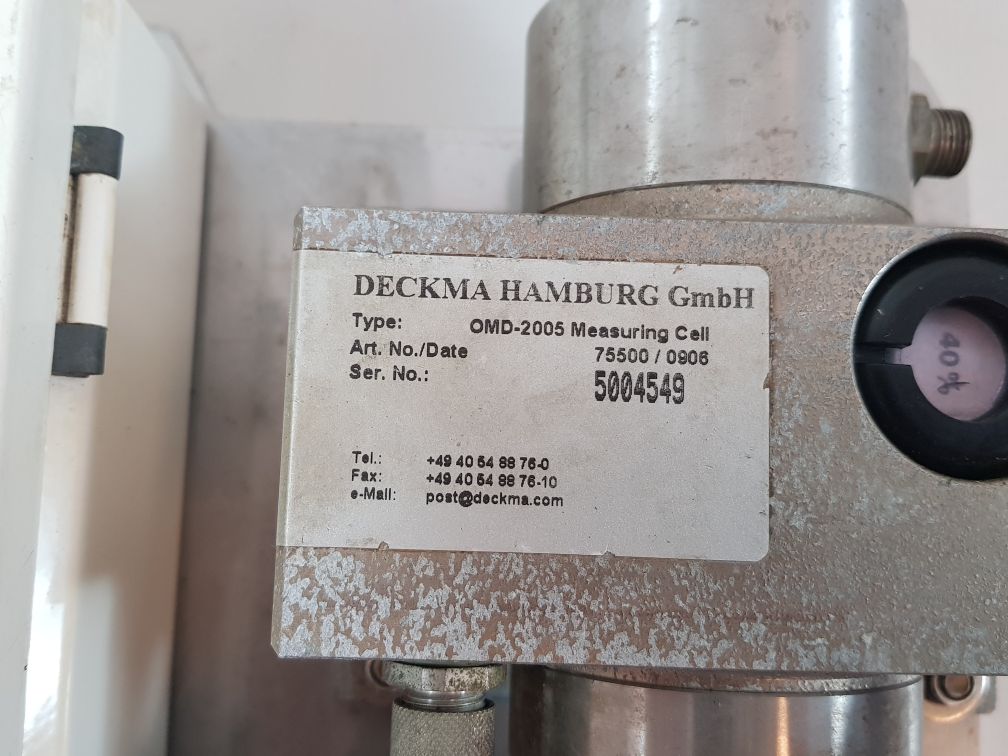 DECKMA HAMBURG GmbH
Type: OMD-2005 Measuring Cell
Art. No./Date 75500 / 0906
Ser. No.: 5004549
Tel.: +49 40 54 88 76-0
Fax: +49 40 54 88 76-10
e-Mail: post@deckma.com
40%